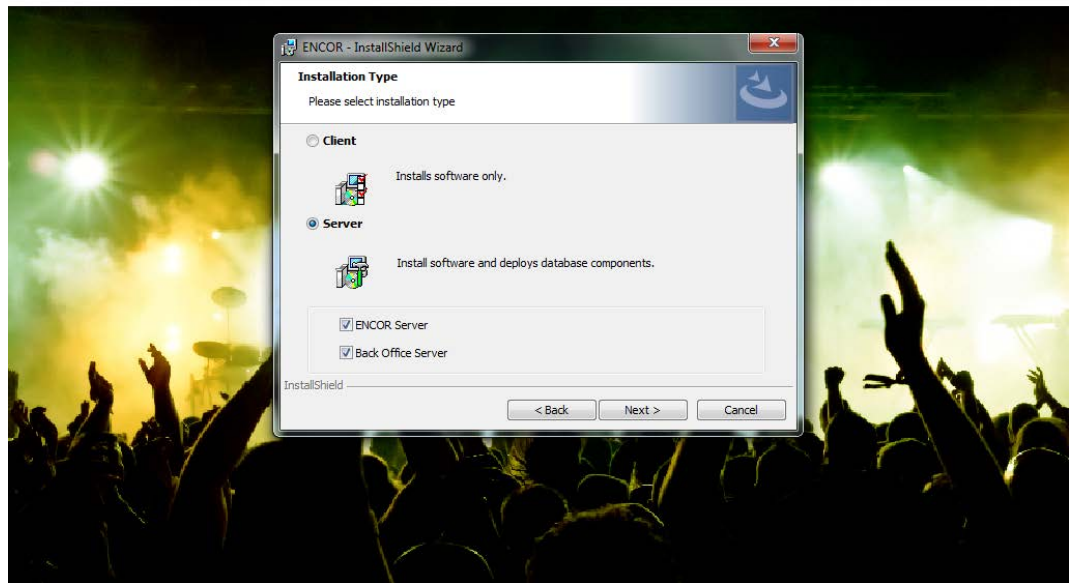 ENCOR - InstallShield Wizard
Installation Type
Please select installation type
Client
Installs software only.
Server
Install software and deploys database components.
ENCOR Server
Back Office Server
InstallShield
< Back Next > Cancel